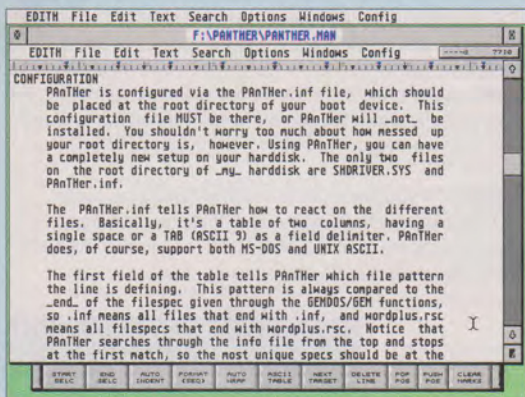 EDITH File Edit Text Search Options Windows Config
F:\PANTHER\PANTHER.MAN
EDITH File Edit Text Search Options Windows Config
7710
CONFIGURATION
PAnTHer is configured via the PAnTHer.inf file, which should
be placed at the root directory of your boot device. This
configuration file MUST be there, or PAnTHer will _not_ be
installed. You shouldn't worry too much about how messed up
your root directory is, however. Using PAnTHer, you can have
a completely new setup on your harddisk. The only two files
on the root directory of _my_ harddisk are SHDRIVER.SYS and
PAnTHer.inf.
The PAnTHer.inf tells PAnTHer how to react on the different
files. Basically, it's a table of two columns, having a
single space or a TAB (ASCII 9) as a field delimiter. PAnTHer
does, of course, support both MS-DOS and UNIX ASCII.
The first field of the table tells PAnTHer which file pattern
the line is defining. This pattern is always compared to the
_end_ of the filespec given through the GEMDOS/GEM functions,
so .inf means all files that end with .inf, and wordplus.rsc
means all filespecs that end with wordplus.rsc. Notice that
PAnTHer searches through the info file from the top and stops
at the first match, so the most unique specs should be at the
START SELC END SELC AUTO INDENT FORMAT (SEC) AUTO WRAP ASCII TABLE NEXT TARGET DELETE LINE POP POS PUSH POS CLEAR MARKS